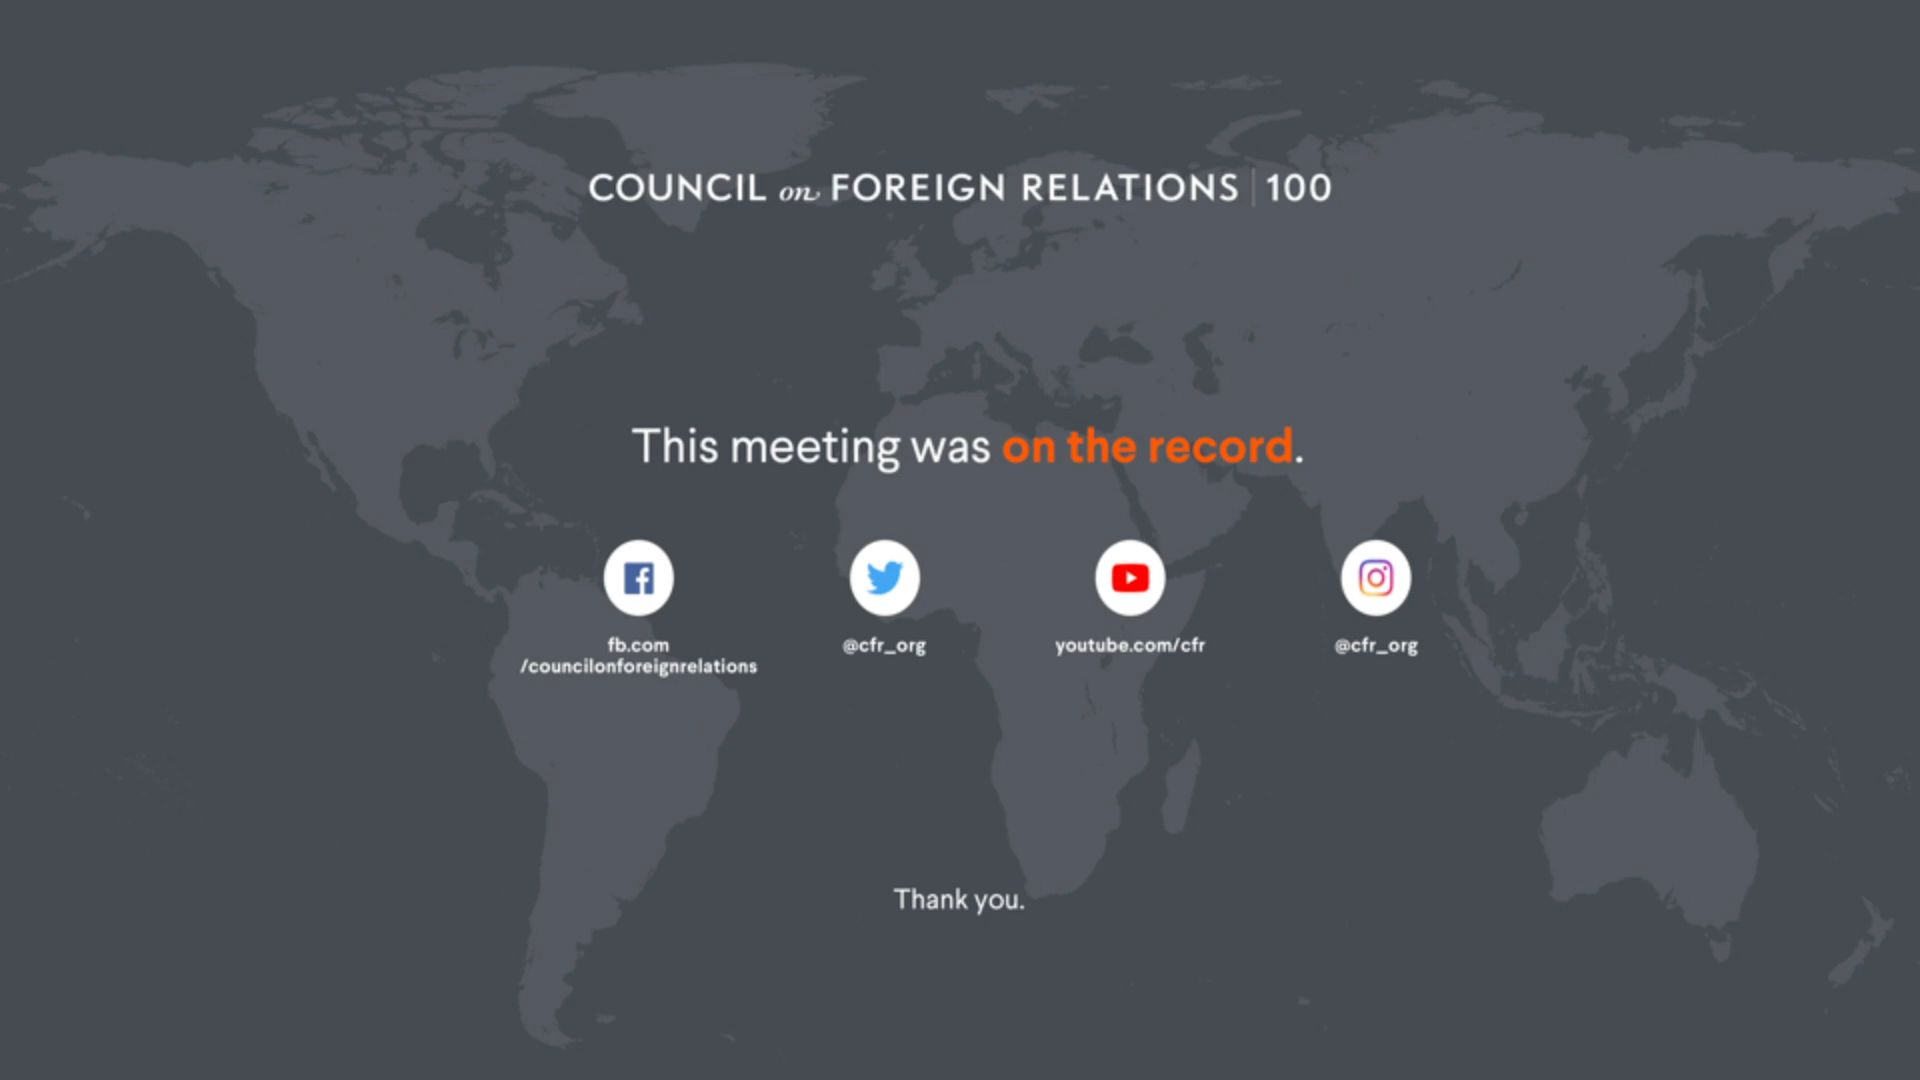 COUNCIL on FOREIGN RELATIONS | 100
This meeting was on the record.
fb.com
/councilonforeignrelations
@cfr_org
youtube.com/cfr
@cfr_org
Thank you.